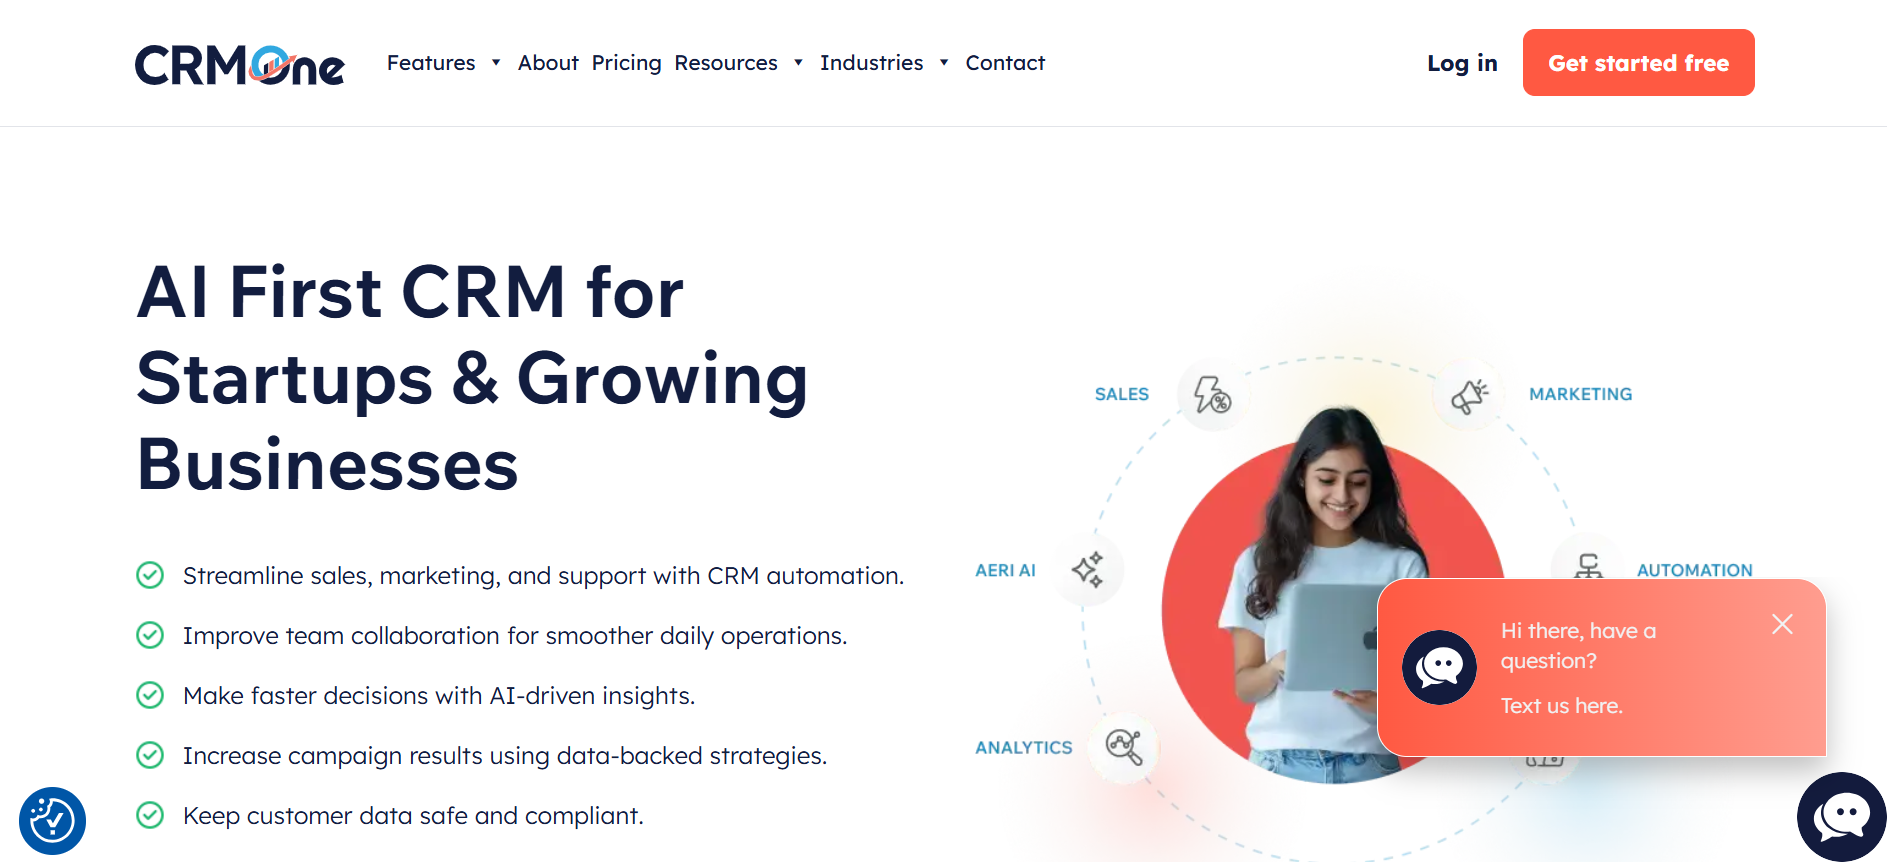 CRMOne
Features
About
Pricing
Resources
Industries
Contact
Log in
Get started free
AI First CRM for
Startups & Growing
Businesses
Streamline sales, marketing, and support with CRM automation.
Improve team collaboration for smoother daily operations.
Make faster decisions with AI-driven insights.
Increase campaign results using data-backed strategies.
Keep customer data safe and compliant.
SALES
MARKETING
AERI AI
AUTOMATION
ANALYTICS
Hi there, have a
question?
Text us here.